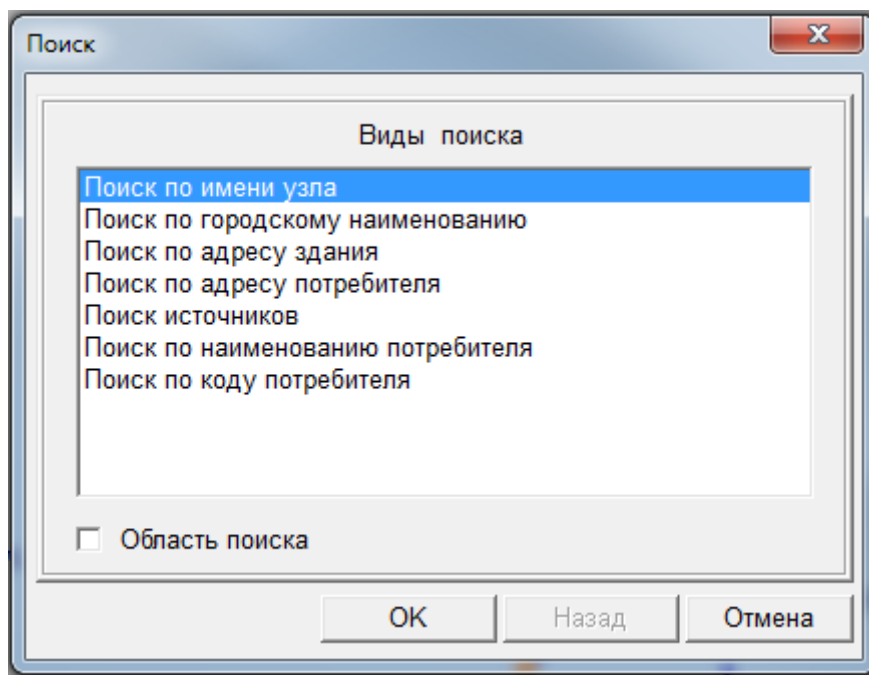 Поиск
Виды поиска
Поиск по имени узла
Поиск по городскому наименованию
Поиск по адресу здания
Поиск по адресу потребителя
Поиск источников
Поиск по наименованию потребителя
Поиск по коду потребителя
Область поиска
OK Назад Отмена